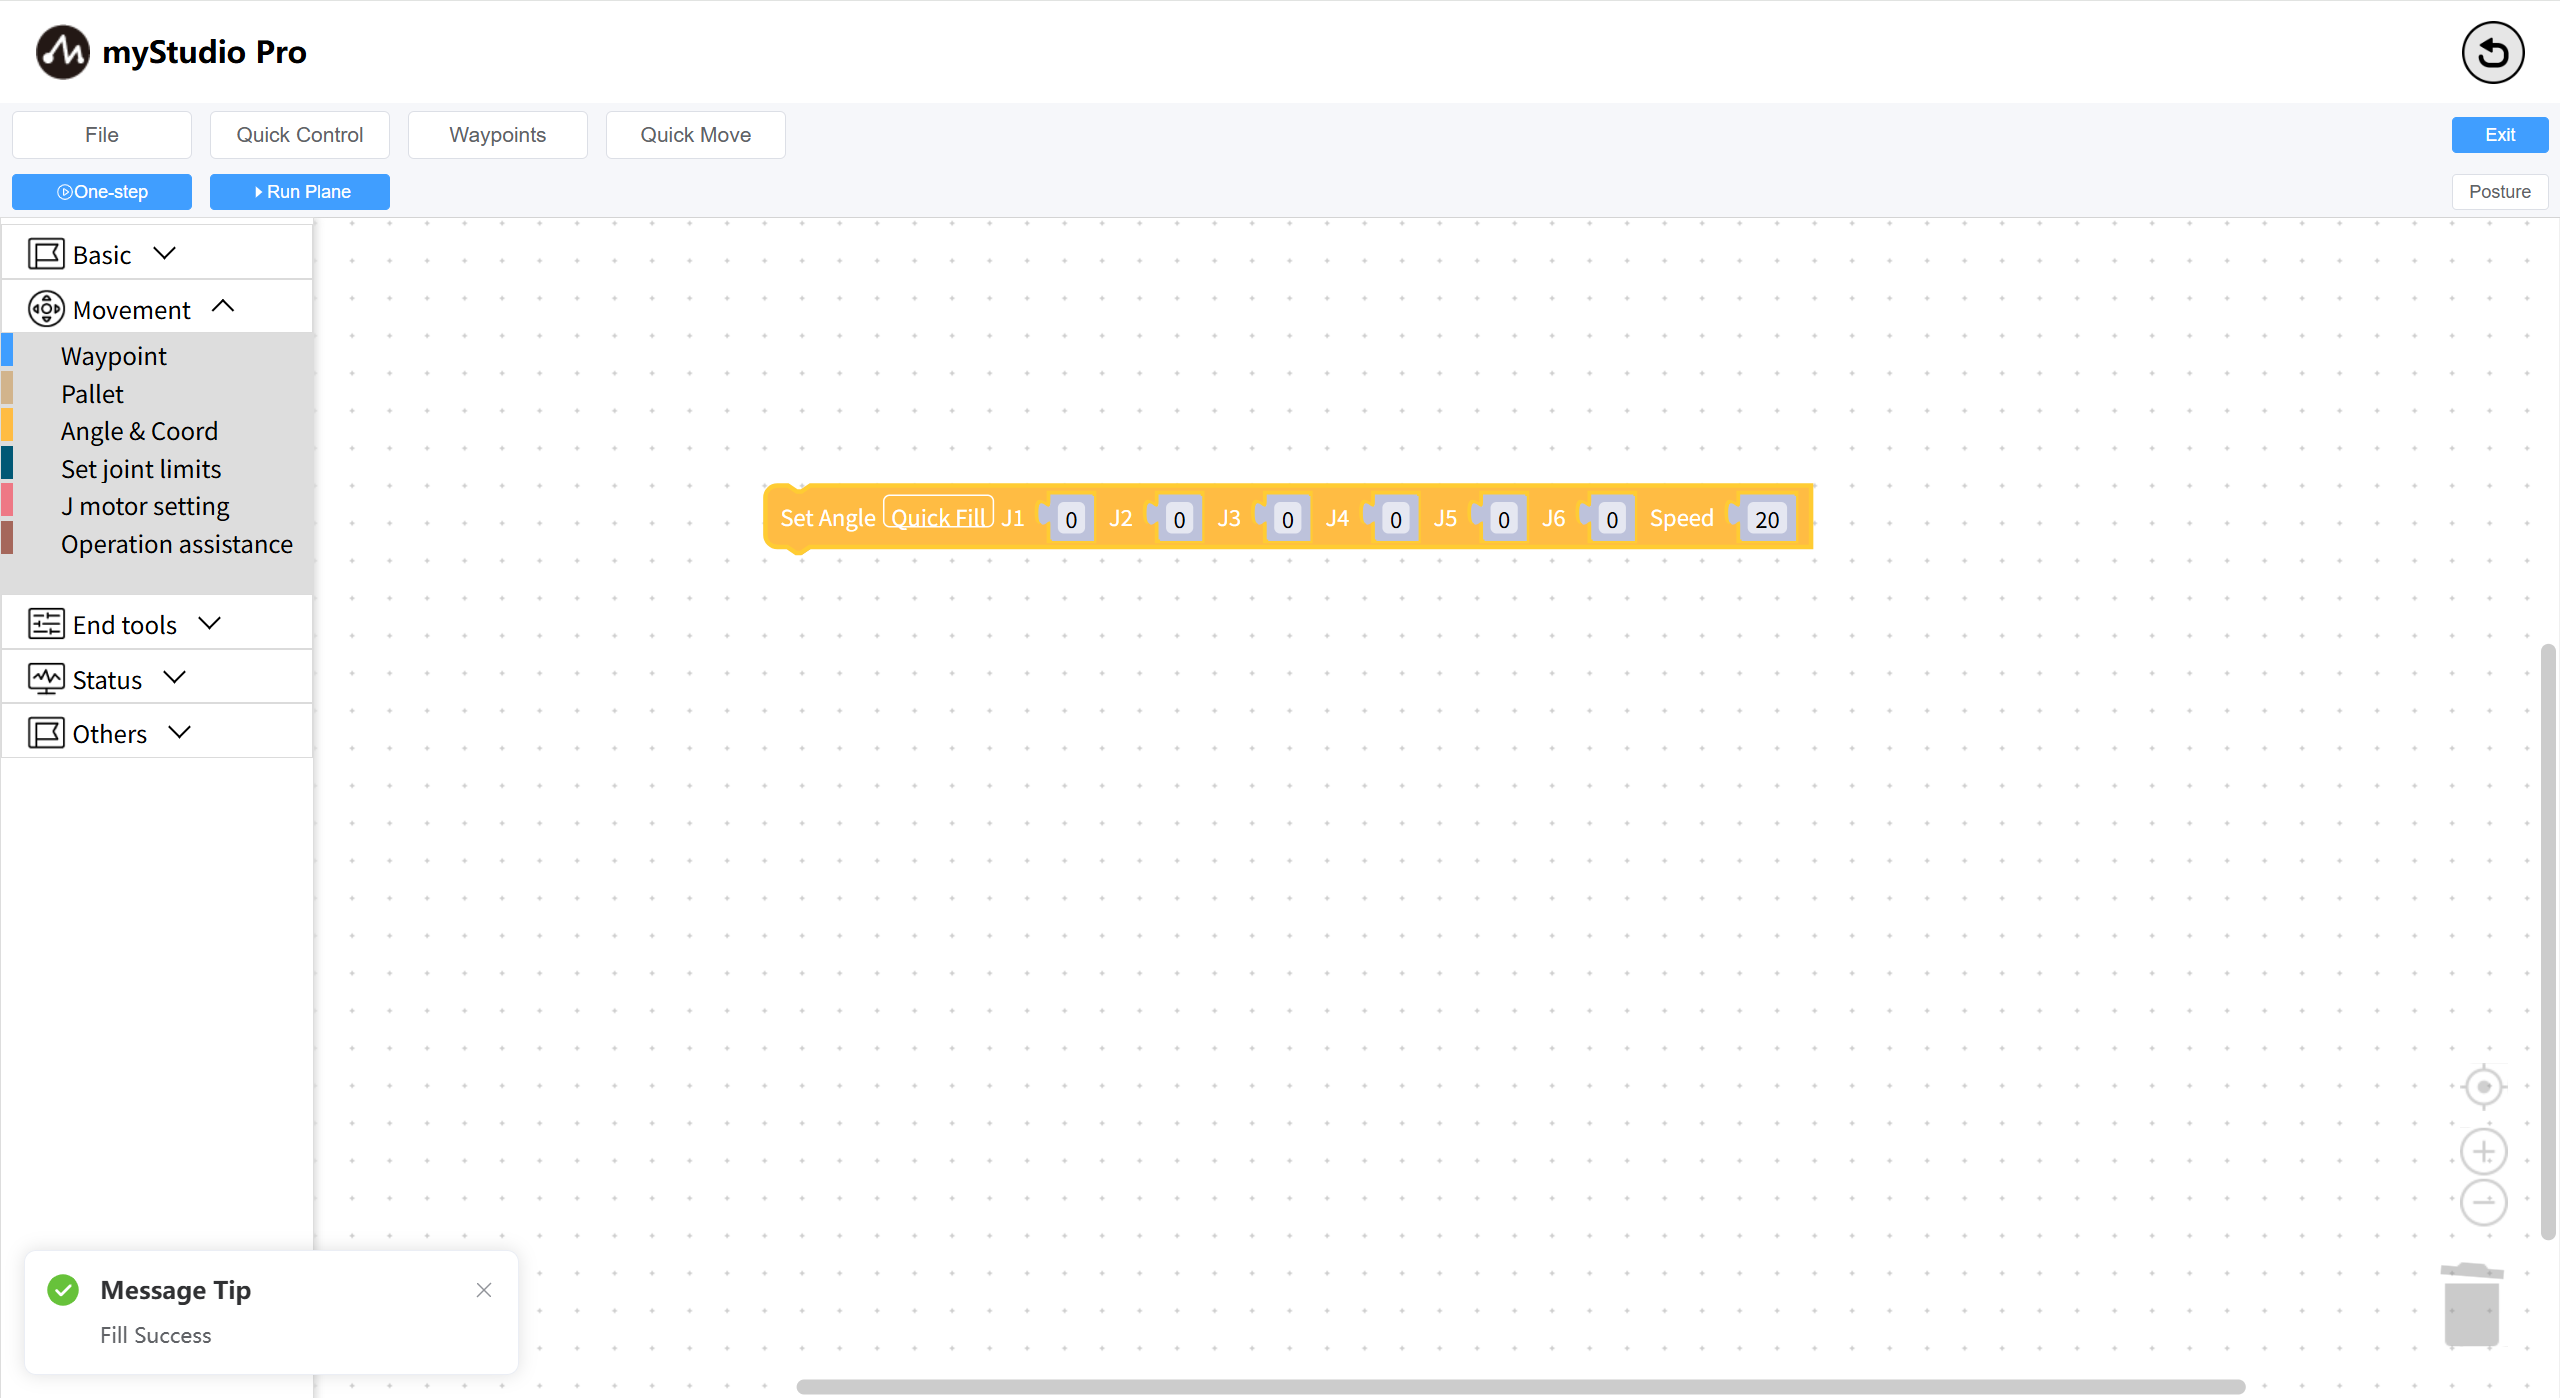 myStudio Pro
File
Quick Control
Waypoints
Quick Move
Exit
One-step
Run Plane
Posture
Basic
Movement
Waypoint
Pallet
Angle & Coord
Set joint limits
J motor setting
Operation assistance
End tools
Status
Others
Set Angle Quick Fill J1 0 J2 0 J3 0 J4 0 J5 0 J6 0 Speed 20
Message Tip
Fill Success